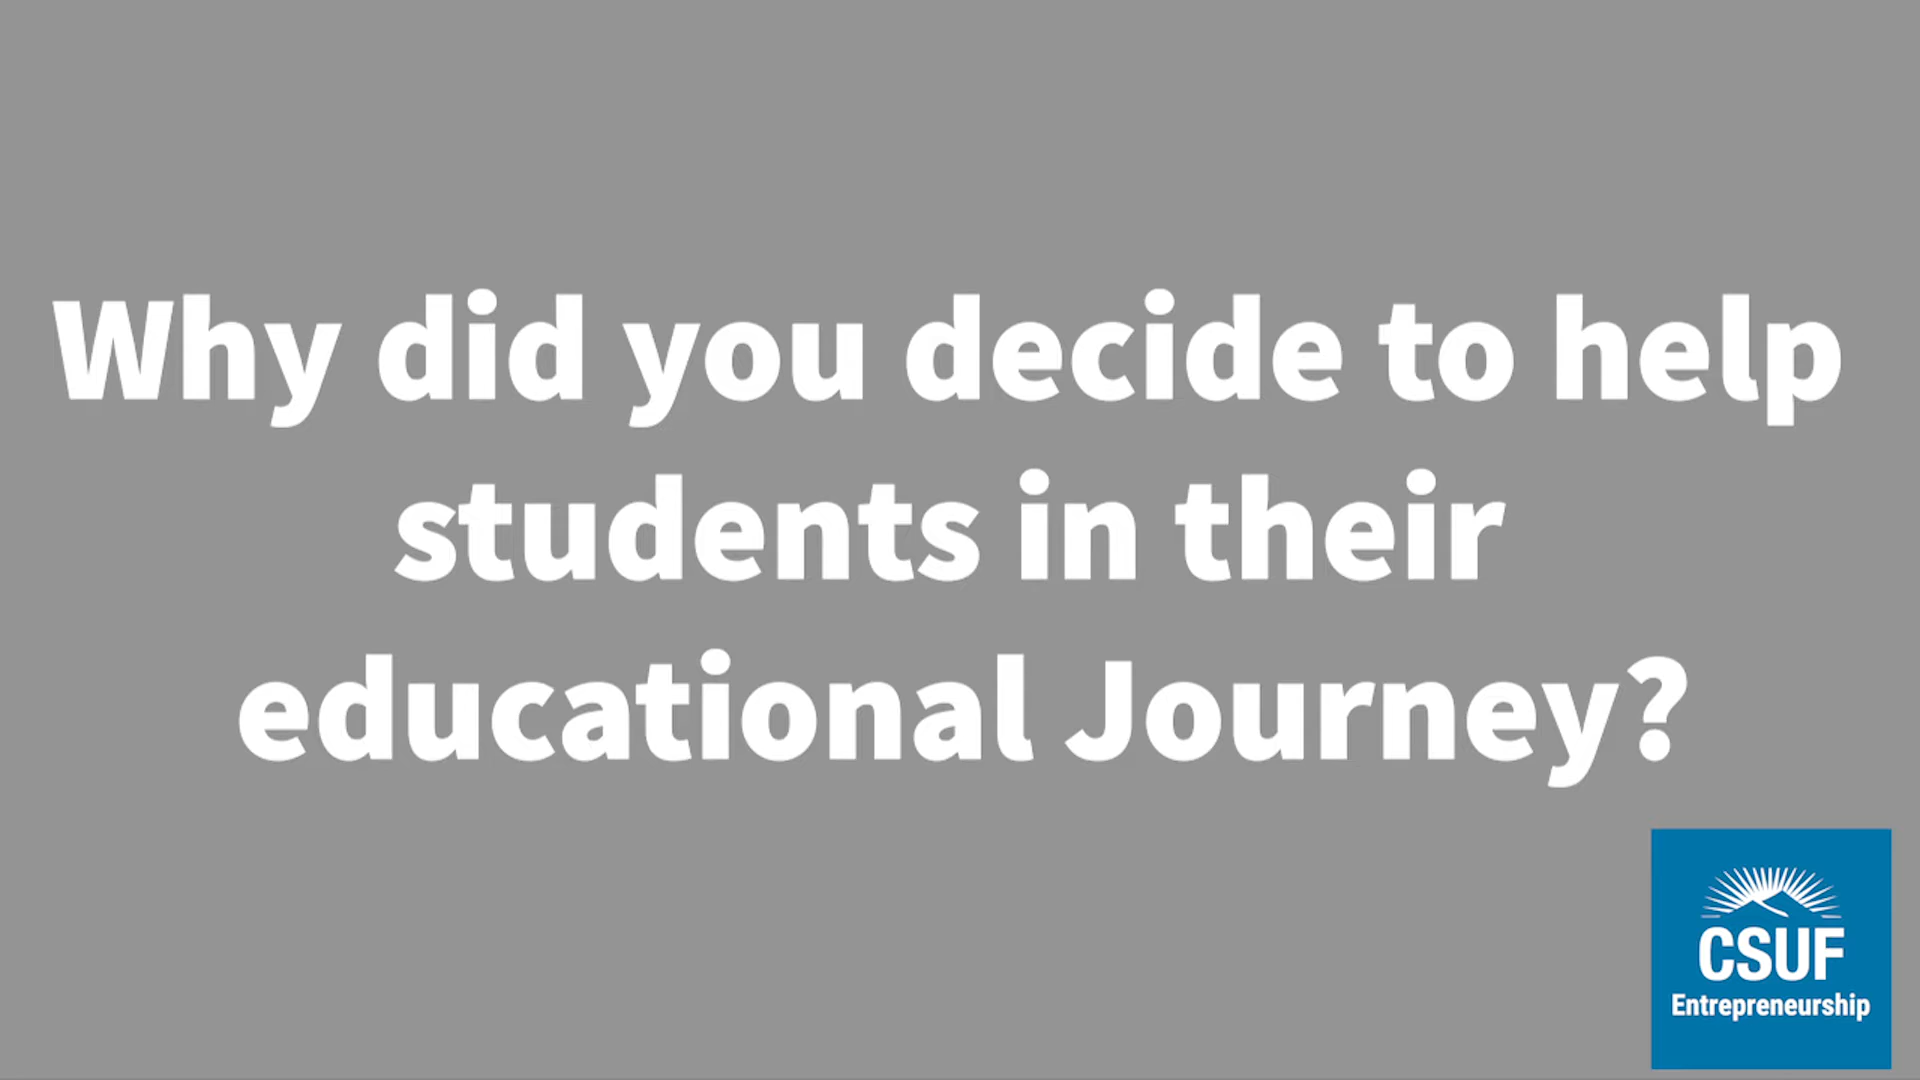 Why did you decide to help
students in their
educational Journey?
CSUF
Entrepreneurship